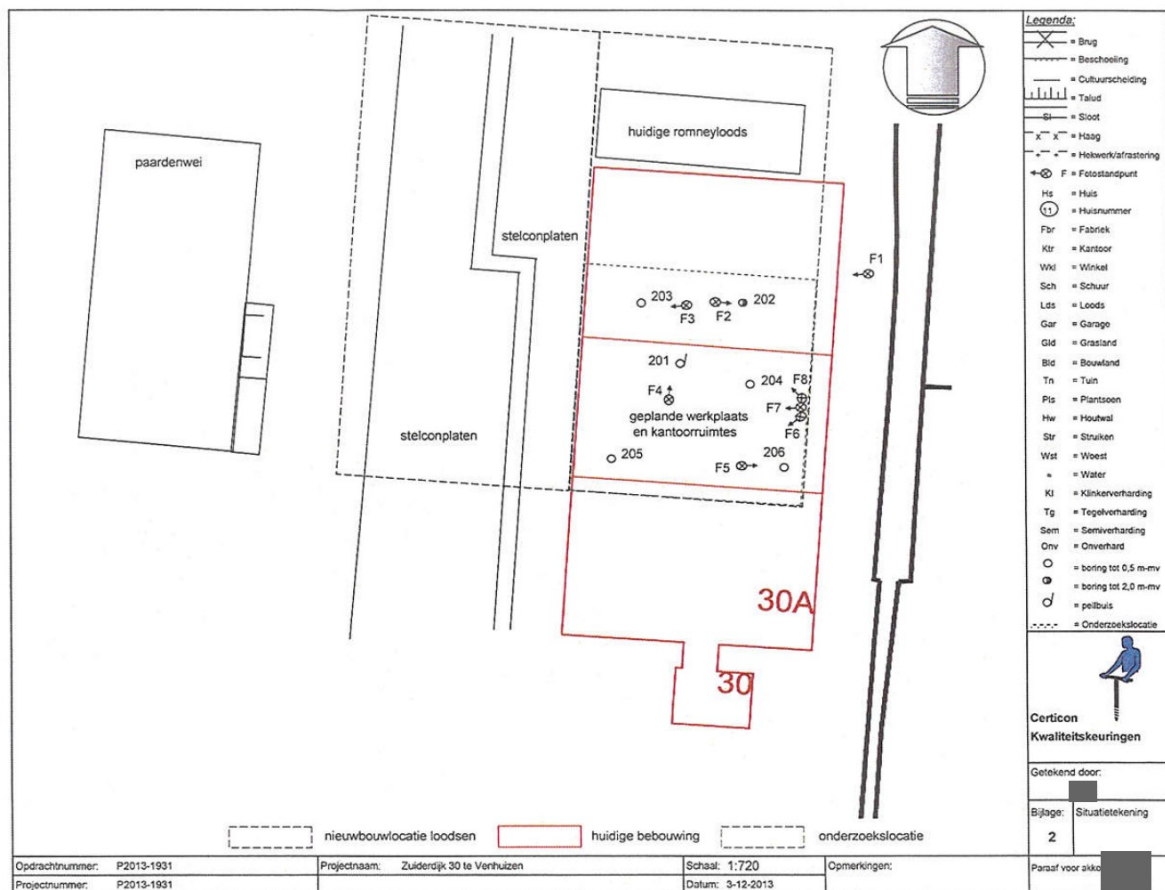 huidige romneyloods
paardenwei
stelconplaten
F1
203
202
F3
F2
201
204
F8
F4
F7
geplande werkplaats
en kantoorruimtes
F6
stelconplaten
205
F5
206
30A
30
nieuwbouwlocatie loodsen
huidige bebouwing
onderzoekslocatie
Legenda:
= Brug
= Beschoeiing
= Cultuurscheiding
= Talud
Sl = Sloot
x x = Haag
= Hekwerk/afrastering
F = Fotostandpunt
Hs = Huis
11 = Huisnummer
Fbr = Fabriek
Ktr = Kantoor
Wkl = Winkel
Sch = Schuur
Lds = Loods
Gar = Garage
Gld = Grasland
Bld = Bouwland
Tn = Tuin
Pls = Plantsoen
Hw = Houtwal
Str = Struiken
Wst = Woest
≈ = Water
Kl = Klinkerverharding
Tg = Tegelverharding
Sem = Semiverharding
Onv = Onverhard
= boring tot 0,5 m-mv
= boring tot 2,0 m-mv
= peilbuis
= Onderzoekslocatie
Certicon
Kwaliteitskeuringen
Getekend door:
Bijlage: Situatietekening
2
Opdrachtnummer: P2013-1931 Projectnaam: Zuiderdijk 30 te Venhuizen Schaal: 1:720 Opmerkingen: Paraaf voor akko
Projectnummer: P2013-1931 Datum: 3-12-2013